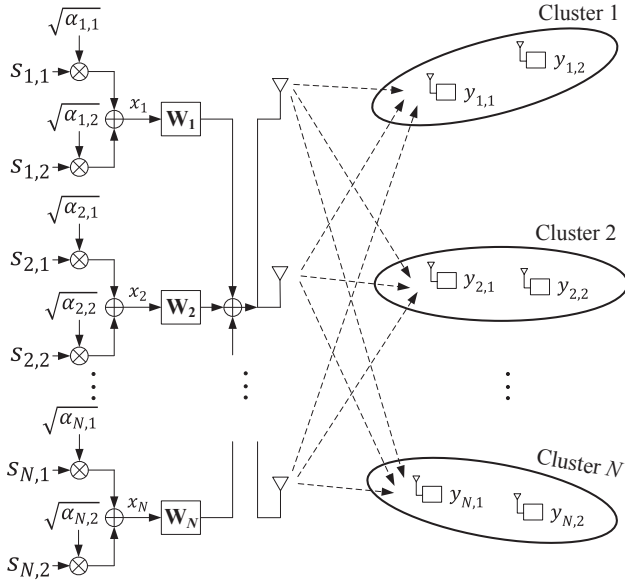 √α1,1
Cluster 1
y1,2
s1,1
y1,1
√α1,2
x1
W1
s1,2
√α2,1
Cluster 2
s2,1
y2,1
y2,2
√α2,2
x2
W2
s2,2
⋮
⋮
⋮
√αN,1
Cluster N
sN,1
yN,1
√αN,2
xN
WN
yN,2
sN,2